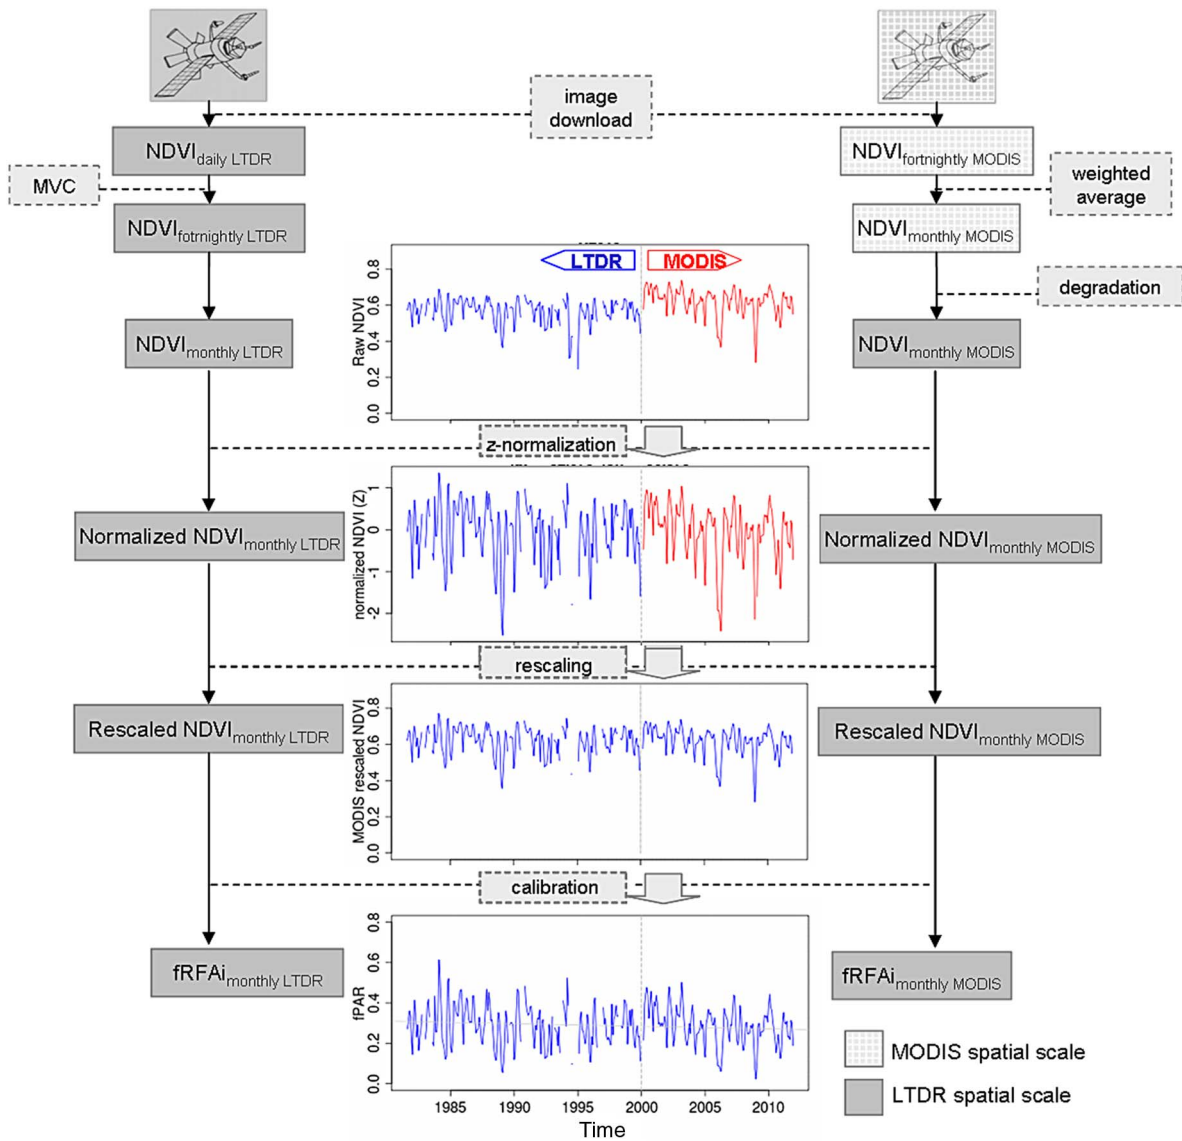 image
download
NDVIdaily LTDR
NDVIfortnightly MODIS
MVC
weighted
average
NDVIfotrnightly LTDR
NDVImonthly MODIS
LTDR
MODIS
degradation
NDVImonthly LTDR
NDVImonthly MODIS
Raw NDVI
0.8
0.6
0.4
0.2
0.0
z-normalization
Normalized NDVImonthly LTDR
Normalized NDVImonthly MODIS
normalized NDVI (Z)
1
0
-1
-2
rescaling
Rescaled NDVImonthly LTDR
Rescaled NDVImonthly MODIS
MODIS rescaled NDVI
0.8
0.6
0.4
0.2
0.0
calibration
fRFAimonthly LTDR
fRFAimonthly MODIS
fPAR
0.8
0.6
0.4
0.2
0.0
1985 1990 1995 2000 2005 2010
Time
MODIS spatial scale
LTDR spatial scale